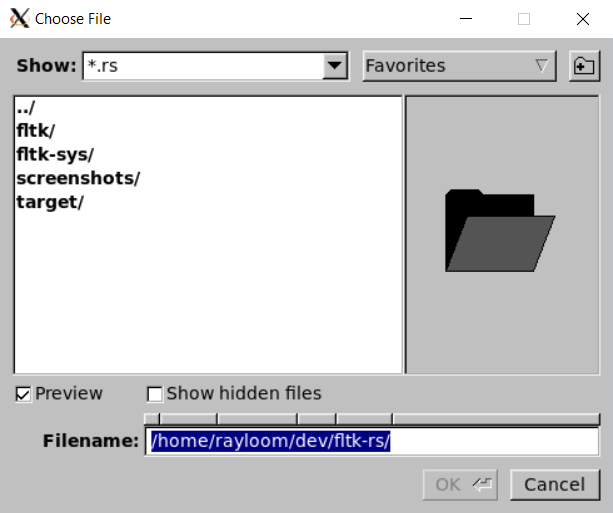 Choose File
Show: *.rs Favorites
../
fltk/
fltk-sys/
screenshots/
target/
Preview Show hidden files
Filename: /home/rayloom/dev/fltk-rs/
OK Cancel